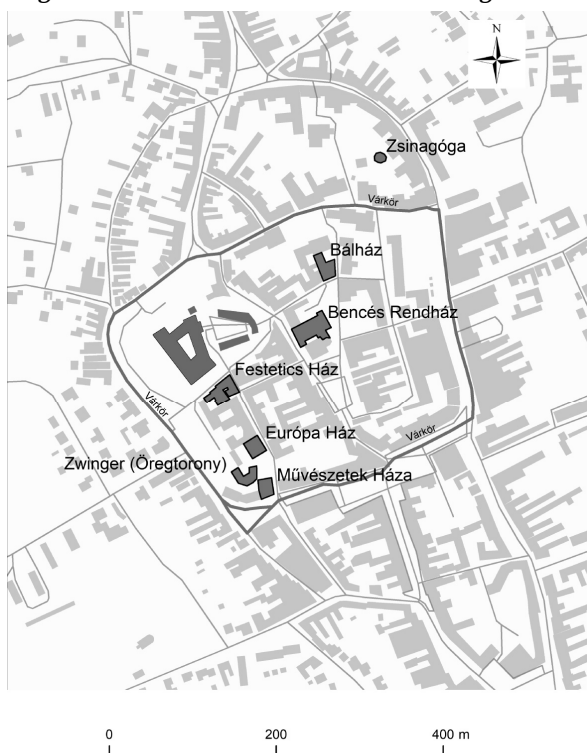 N
Zsinagóga
Várkör
Bálház
Bencés Rendház
Festetics Ház
Várkör
Európa Ház
Várkör
Zwinger (Öregtorony)
Művészetek Háza
0 200 400 m